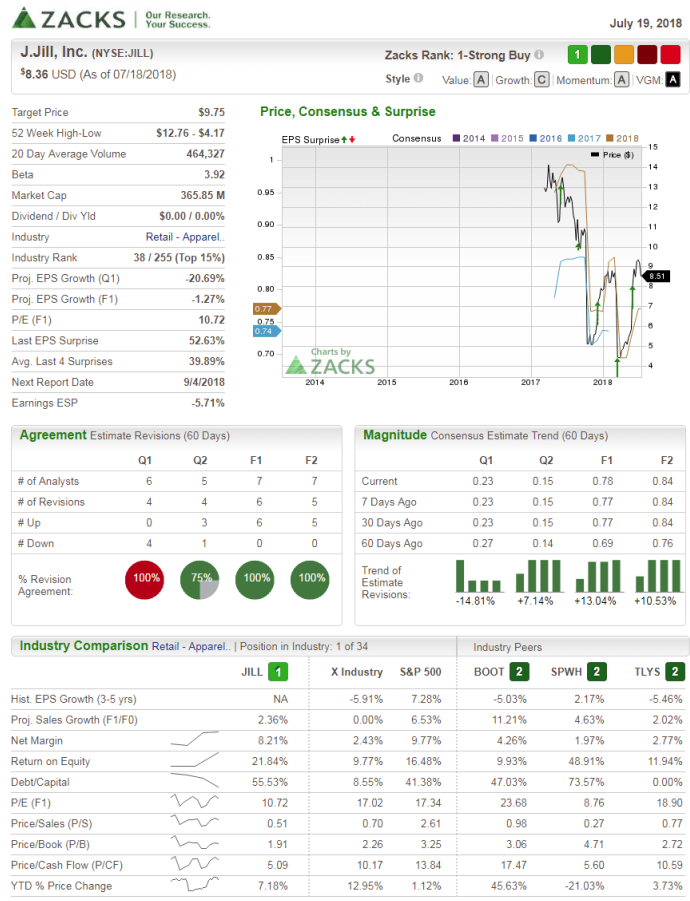 ZACKS Our Research.
Your Success.
July 19, 2018
J.Jill, Inc. (NYSE:JILL)
$8.36 USD (As of 07/18/2018)
Zacks Rank: 1-Strong Buy 1
Style Value: A | Growth: C | Momentum: A | VGM: A
Target Price $9.75
52 Week High-Low $12.76 - $4.17
20 Day Average Volume 464,327
Beta 3.92
Market Cap 365.85 M
Dividend / Div Yld $0.00 / 0.00%
Industry Retail - Apparel..
Industry Rank 38 / 255 (Top 15%)
Proj. EPS Growth (Q1) -20.69%
Proj. EPS Growth (F1) -1.27%
P/E (F1) 10.72
Last EPS Surprise 52.63%
Avg. Last 4 Surprises 39.89%
Next Report Date 9/4/2018
Earnings ESP -5.71%
Price, Consensus & Surprise
EPS Surprise Consensus 2014 2015 2016 2017 2018
Price ($)
1
0.95
0.90
0.85
0.80
0.77
0.75
0.74
0.70
15
14
13
12
11
10
9
8.51
8
7
6
5
4
Charts by
ZACKS
2014 2015 2016 2017 2018
Agreement Estimate Revisions (60 Days)
Q1 Q2 F1 F2
# of Analysts 6 5 7 7
# of Revisions 4 4 6 5
# Up 0 3 6 5
# Down 4 1 0 0
% Revision
Agreement:
100% 75% 100% 100%
Magnitude Consensus Estimate Trend (60 Days)
Q1 Q2 F1 F2
Current 0.23 0.15 0.78 0.84
7 Days Ago 0.23 0.15 0.77 0.84
30 Days Ago 0.23 0.15 0.77 0.84
60 Days Ago 0.27 0.14 0.69 0.76
Trend of
Estimate
Revisions:
-14.81% +7.14% +13.04% +10.53%
Industry Comparison Retail - Apparel.. | Position in Industry: 1 of 34
Industry Peers
JILL 1 X Industry S&P 500 BOOT 2 SPWH 2 TLYS 2
Hist. EPS Growth (3-5 yrs) NA -5.91% 7.28% -5.03% 2.17% -5.46%
Proj. Sales Growth (F1/F0) 2.36% 0.00% 6.53% 11.21% 4.63% 2.02%
Net Margin 8.21% 2.43% 9.77% 4.26% 1.97% 2.77%
Return on Equity 21.84% 9.77% 16.48% 9.93% 48.91% 11.94%
Debt/Capital 55.53% 8.55% 41.38% 47.03% 73.57% 0.00%
P/E (F1) 10.72 17.02 17.34 23.68 8.76 18.90
Price/Sales (P/S) 0.51 0.70 2.61 0.98 0.27 0.77
Price/Book (P/B) 1.91 2.26 3.25 3.06 4.71 2.72
Price/Cash Flow (P/CF) 5.09 10.17 13.84 17.47 5.60 10.59
YTD % Price Change 7.18% 12.95% 1.12% 45.63% -21.03% 3.73%